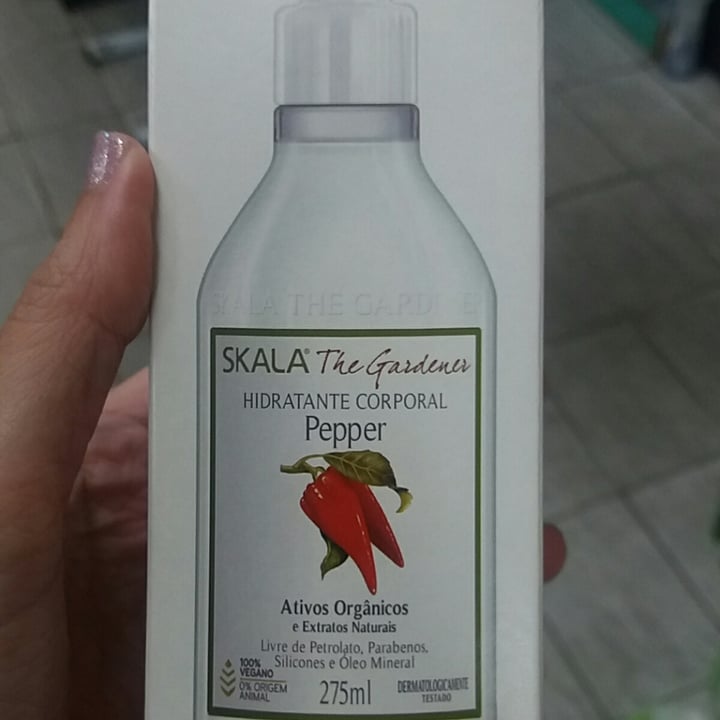 SKALA THE GARDENER
SKALA® The Gardener
HIDRATANTE CORPORAL
Pepper
Ativos Orgânicos
e Extratos Naturais
Livre de Petrolato, Parabenos,
Silicones e Óleo Mineral
100%
VEGANO
0% ORIGEM
ANIMAL
275ml
DERMATOLOGICAMENTE
TESTADO